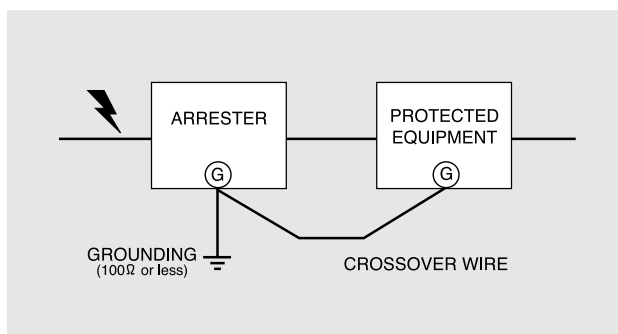 ARRESTER
PROTECTED
EQUIPMENT
G
G
GROUNDING
(100Ω or less)
CROSSOVER WIRE